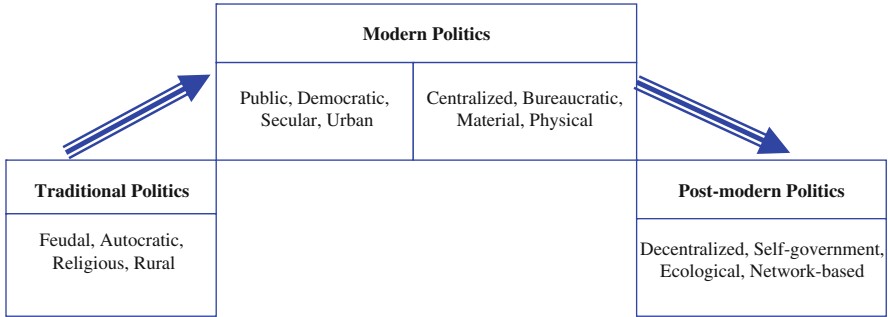 Modern Politics
Public, Democratic,
Secular, Urban
Centralized, Bureaucratic,
Material, Physical
Traditional Politics
Feudal, Autocratic,
Religious, Rural
Post-modern Politics
Decentralized, Self-government,
Ecological, Network-based